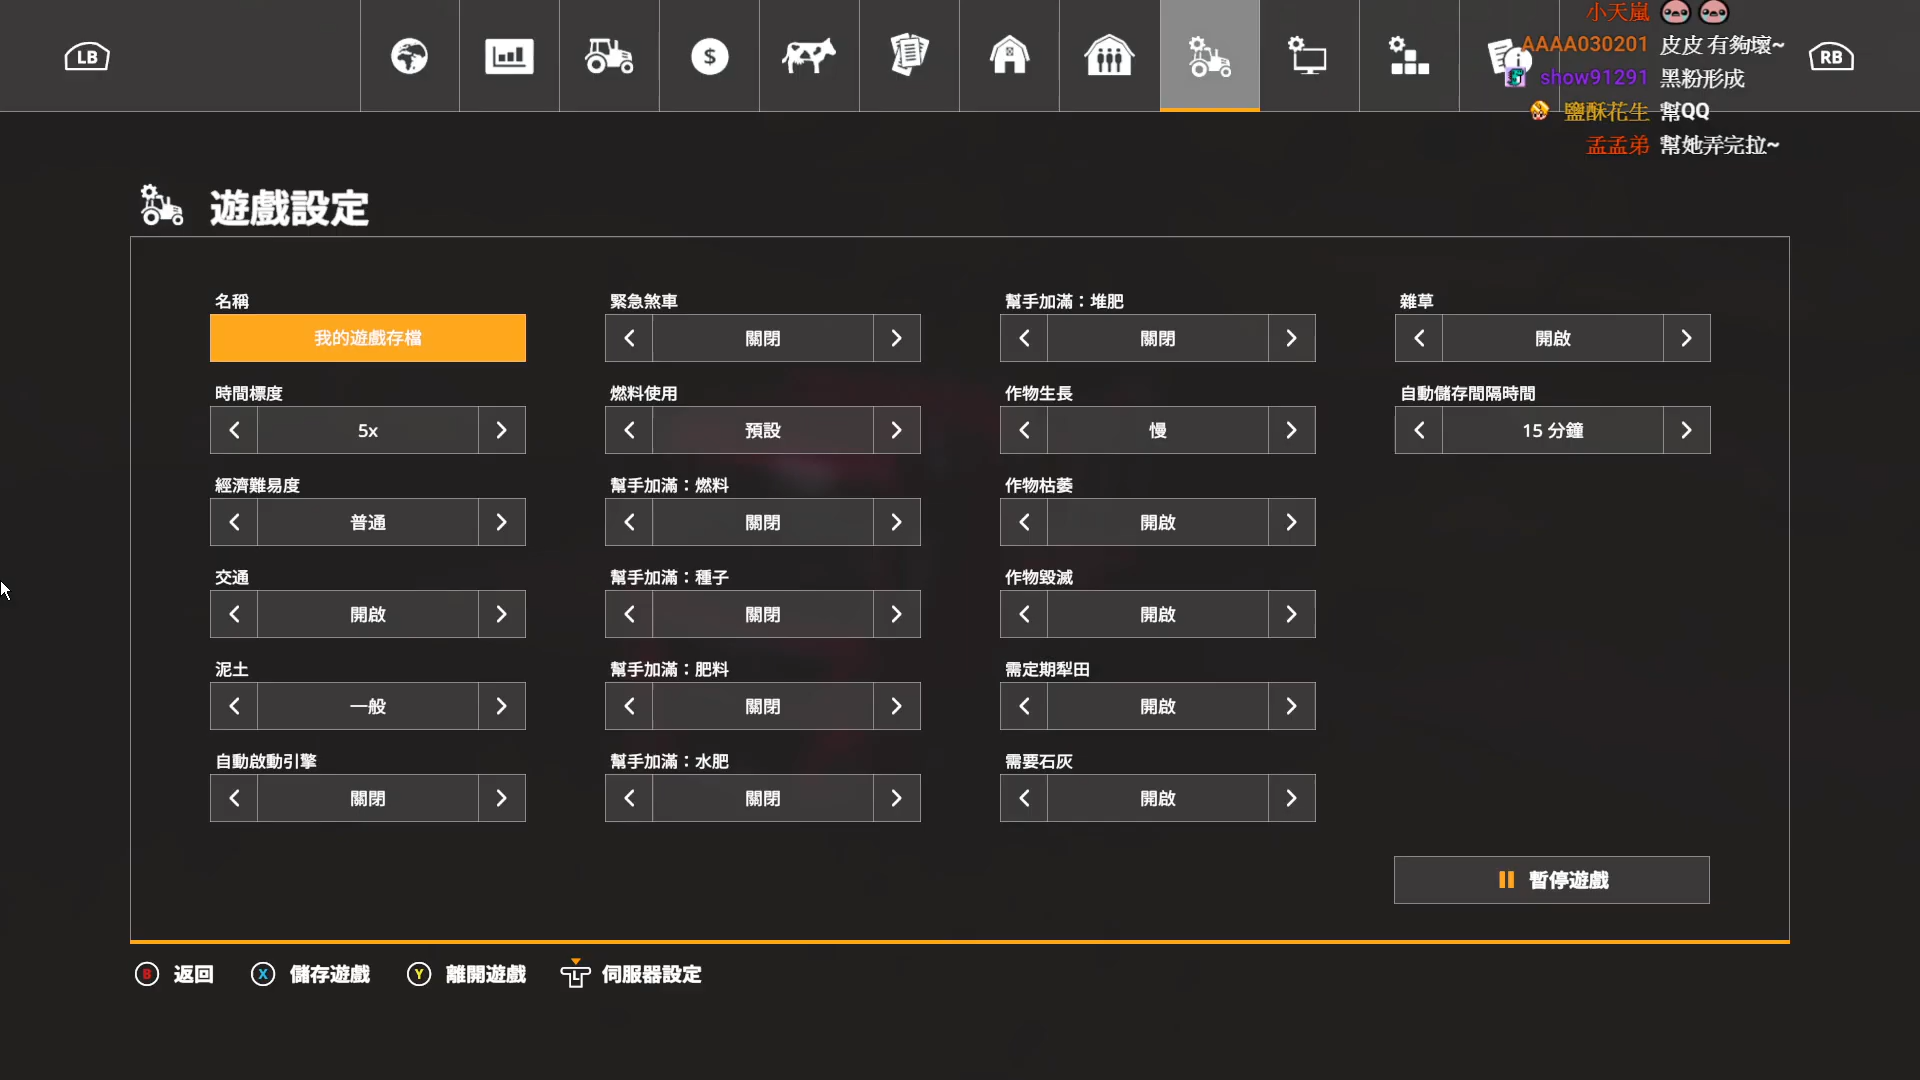 LB
RB
小天嵐
AAAA030201 皮皮 有夠壞~
show91291 黑粉形成
鹽酥花生 幫QQ
孟孟弟 幫她弄完拉~
遊戲設定
名稱
我的遊戲存檔
時間標度
5x
經濟難易度
普通
交通
開啟
泥土
一般
自動啟動引擎
關閉
緊急煞車
關閉
燃料使用
預設
幫手加滿：燃料
關閉
幫手加滿：種子
關閉
幫手加滿：肥料
關閉
幫手加滿：水肥
關閉
幫手加滿：堆肥
關閉
作物生長
慢
作物枯萎
開啟
作物毀滅
開啟
需定期犁田
開啟
需要石灰
開啟
雜草
開啟
自動儲存間隔時間
15 分鐘
暫停遊戲
B 返回 X 儲存遊戲 Y 離開遊戲 L 伺服器設定